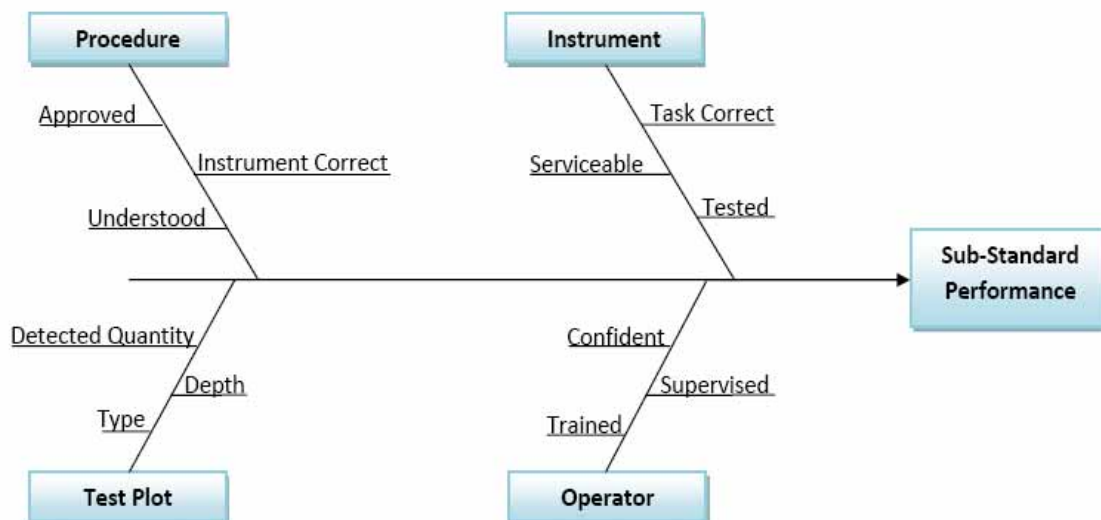 Procedure
Instrument
Approved
Task Correct
Instrument Correct
Serviceable
Understood
Tested
Sub-Standard
Performance
Detected Quantity
Confident
Depth
Supervised
Type
Trained
Test Plot
Operator